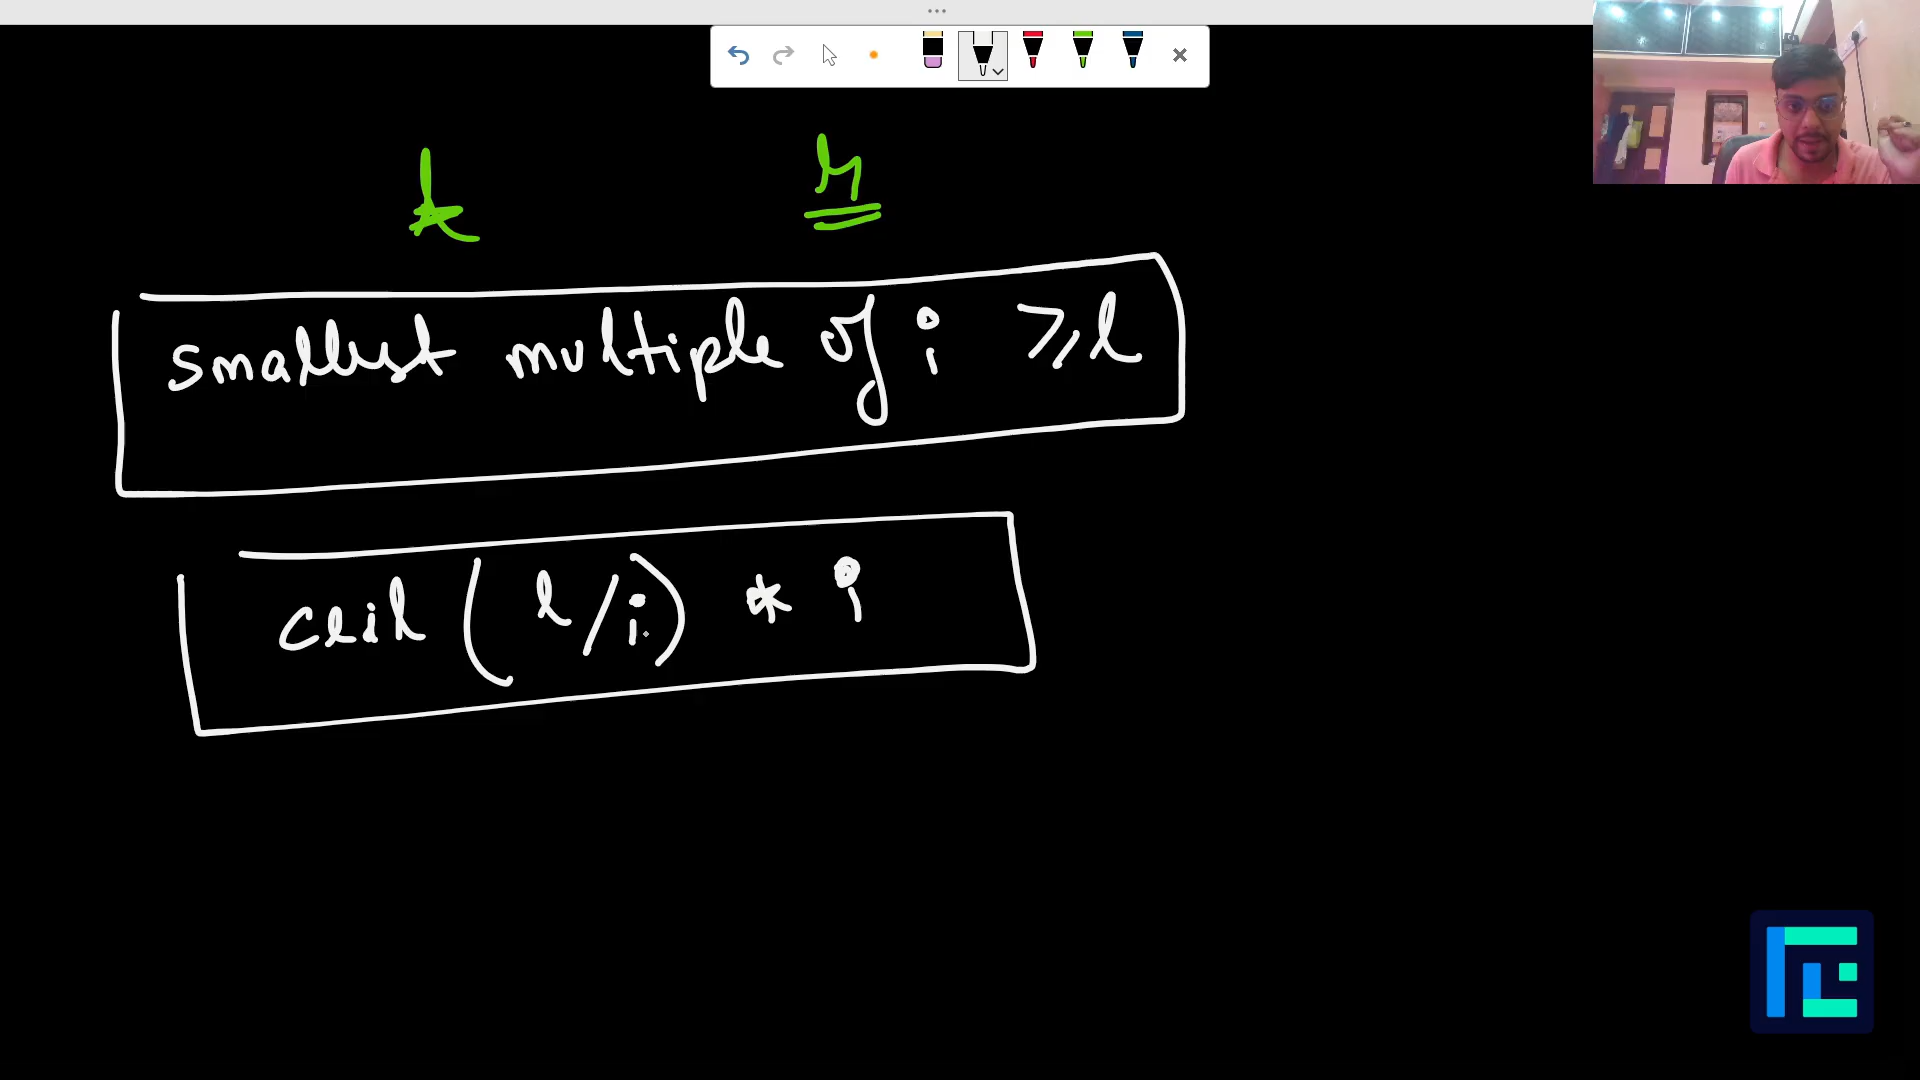 l r
smallest multiple of i ≥ l
ceil ( l / i ) * i